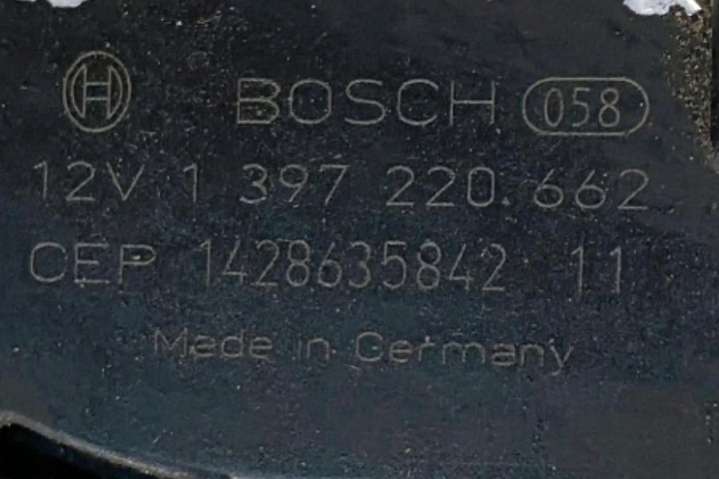 BOSCH 058
12V 1 397 220.662
CEP 1428635842 11
Made in Germany